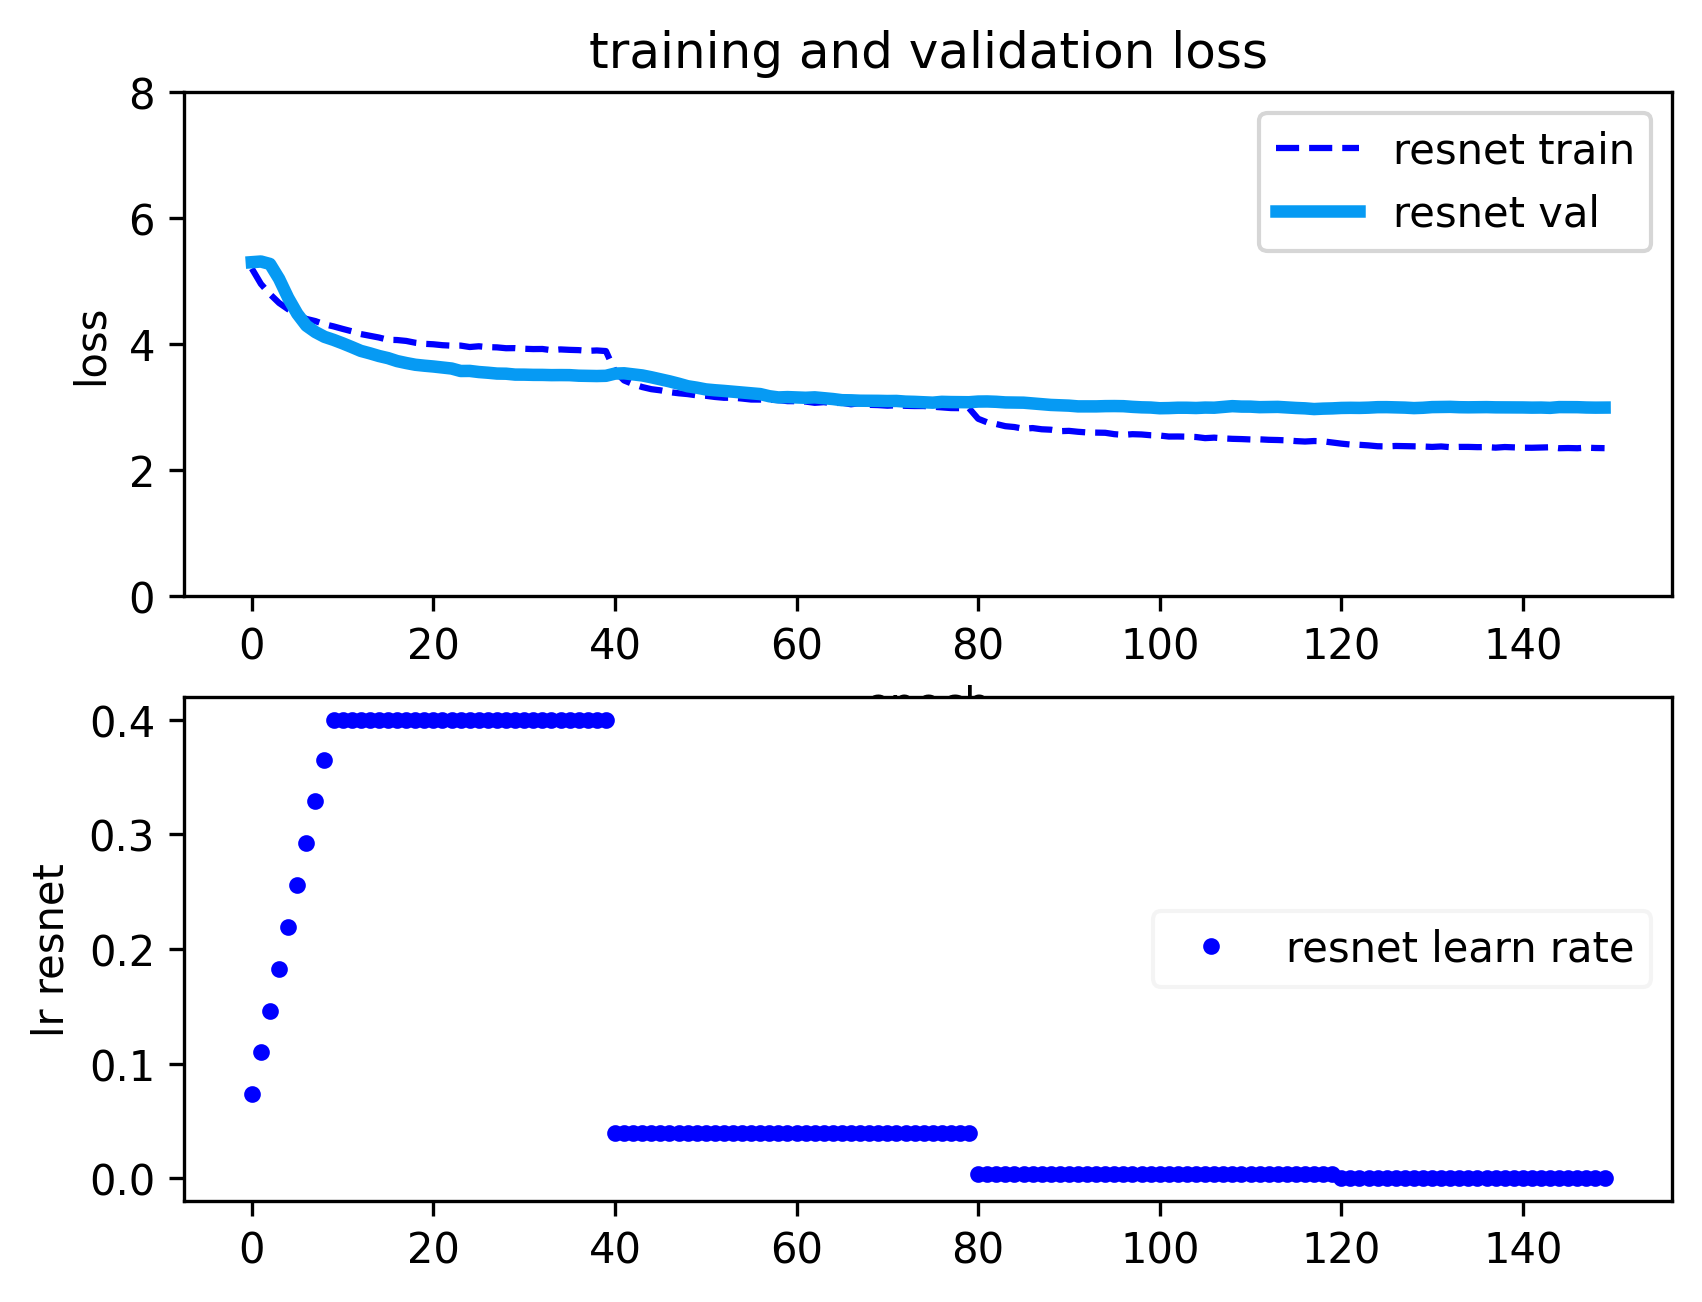 training and validation loss
8
6
4
2
0
loss
resnet train
resnet val
0 20 40 60 80 100 120 140
0.4
0.3
0.2
0.1
0.0
lr resnet
resnet learn rate
0 20 40 60 80 100 120 140